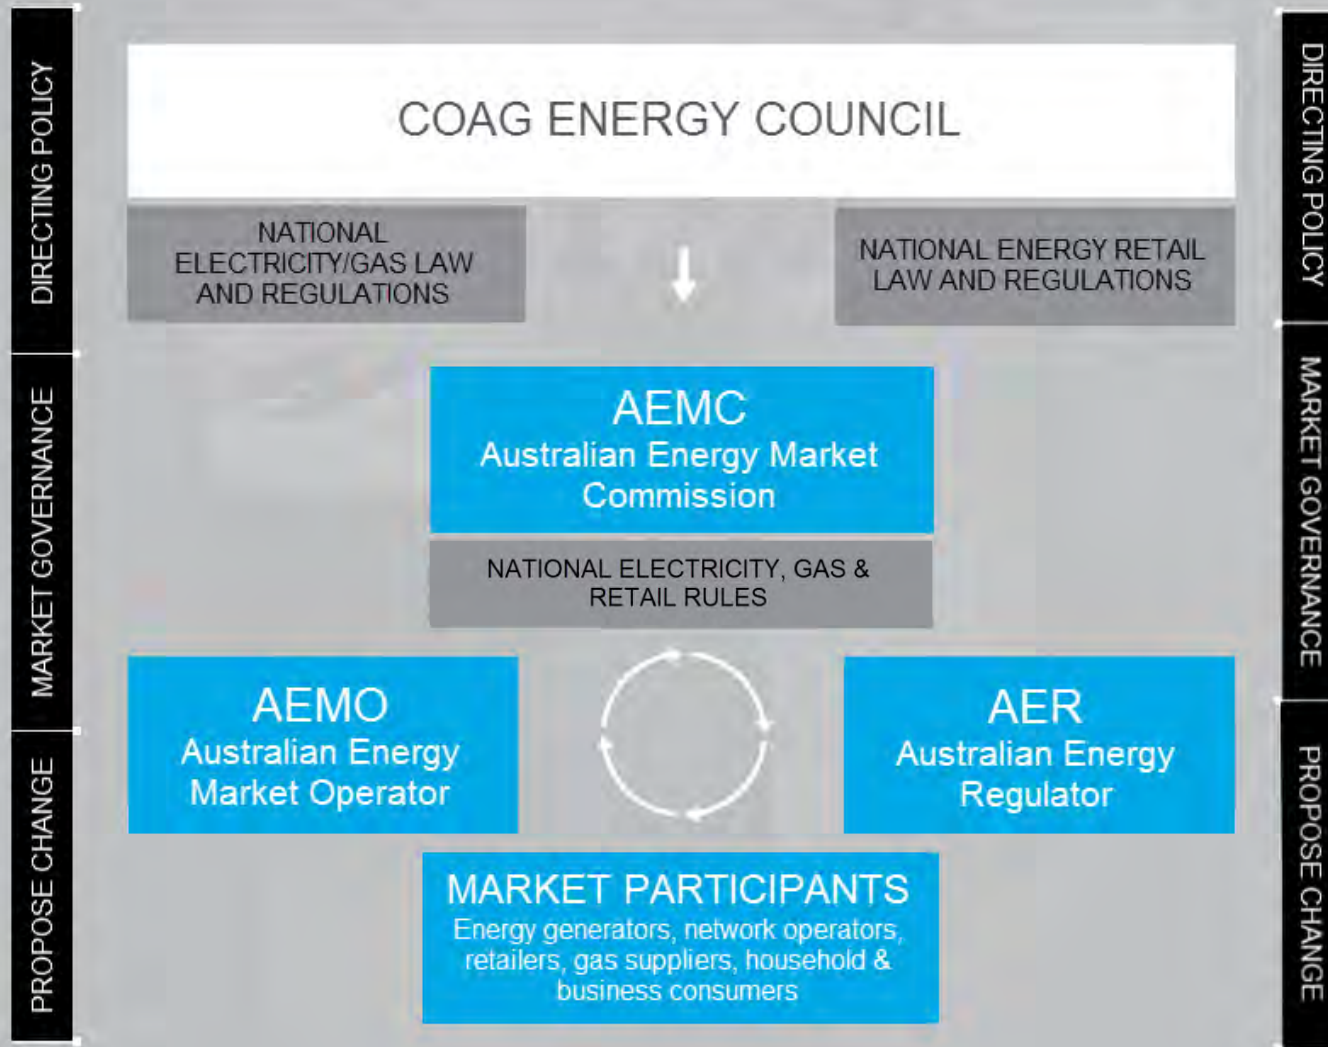 DIRECTING POLICY
MARKET GOVERNANCE
PROPOSE CHANGE
COAG ENERGY COUNCIL
NATIONAL
ELECTRICITY/GAS LAW
AND REGULATIONS
NATIONAL ENERGY RETAIL
LAW AND REGULATIONS
AEMC
Australian Energy Market
Commission
NATIONAL ELECTRICITY, GAS &
RETAIL RULES
AEMO
Australian Energy
Market Operator
AER
Australian Energy
Regulator
MARKET PARTICIPANTS
Energy generators, network operators,
retailers, gas suppliers, household &
business consumers
DIRECTING POLICY
MARKET GOVERNANCE
PROPOSE CHANGE